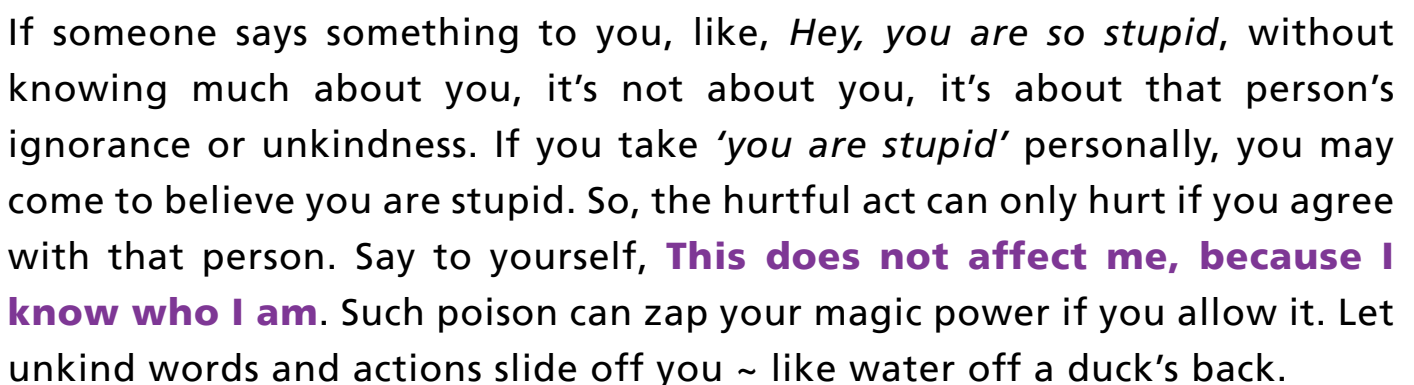 If someone says something to you, like, Hey, you are so stupid, without
knowing much about you, it’s not about you, it’s about that person’s
ignorance or unkindness. If you take ‘you are stupid’ personally, you may
come to believe you are stupid. So, the hurtful act can only hurt if you agree
with that person. Say to yourself, This does not affect me, because I
know who I am. Such poison can zap your magic power if you allow it. Let
unkind words and actions slide off you ~ like water off a duck’s back.